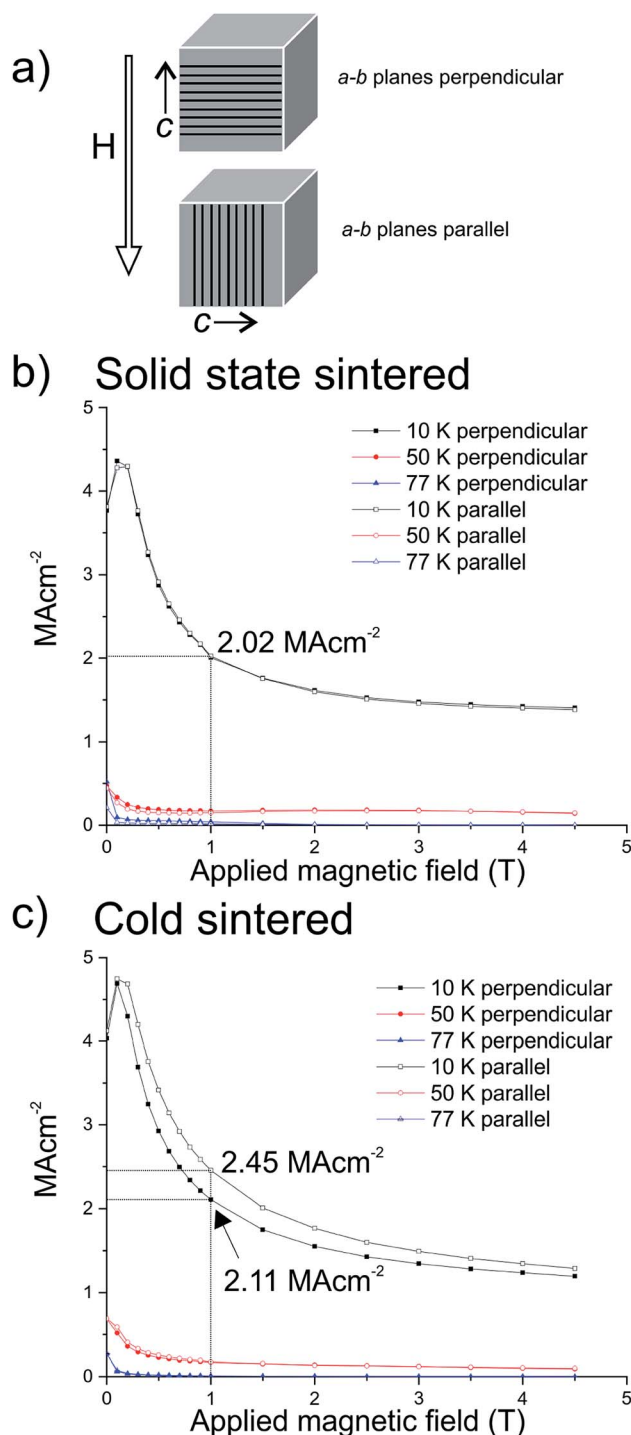 a)
H
c
a-b planes perpendicular
c
a-b planes parallel
b) Solid state sintered
MAcm⁻²
5
4
3
2
1
0
10 K perpendicular
50 K perpendicular
77 K perpendicular
10 K parallel
50 K parallel
77 K parallel
2.02 MAcm⁻²
0 1 2 3 4 5
Applied magnetic field (T)
c) Cold sintered
MAcm⁻²
5
4
3
2
1
0
10 K perpendicular
50 K perpendicular
77 K perpendicular
10 K parallel
50 K parallel
77 K parallel
2.45 MAcm⁻²
2.11 MAcm⁻²
0 1 2 3 4 5
Applied magnetic field (T)